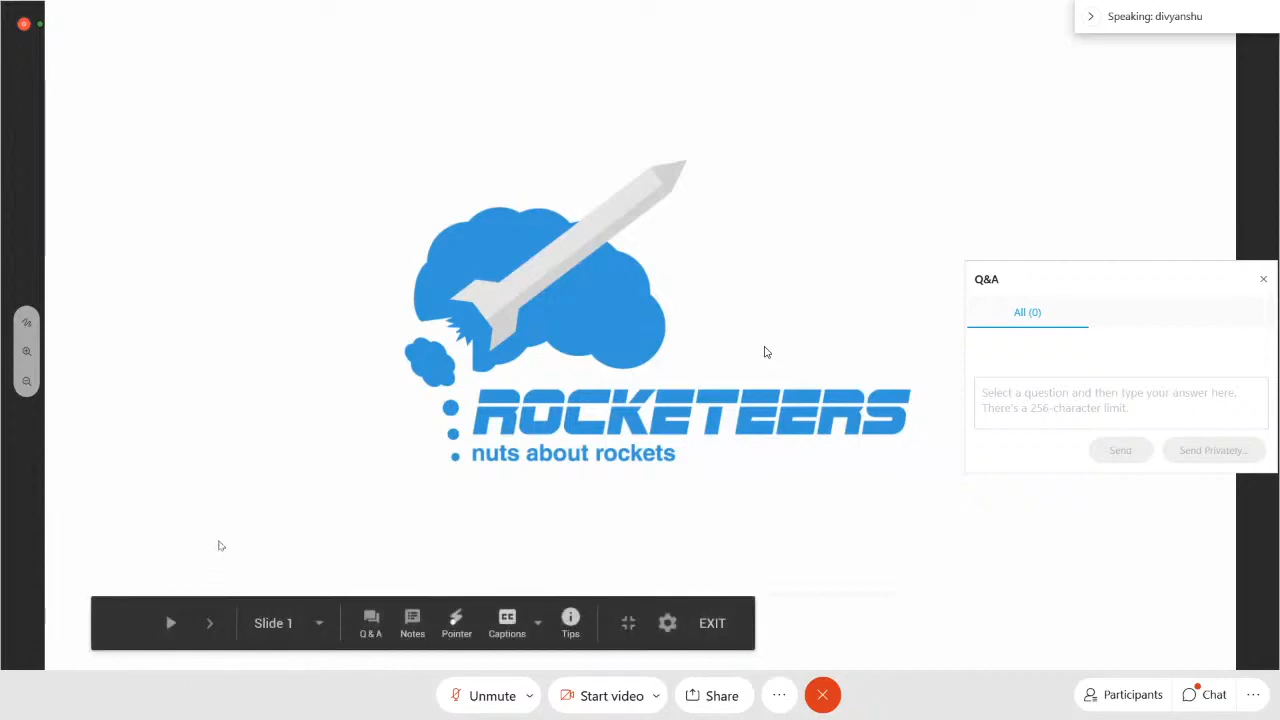 Speaking: divyanshu
Q&A
All (0)
Select a question and then type your answer here,
There's a 256-character limit.
Send
Send Privately...
ROCKETEERS
nuts about rockets
Slide 1
Q & A
Notes
Pointer
CC
Captions
Tips
EXIT
Unmute
Start video
Share
Participants
Chat